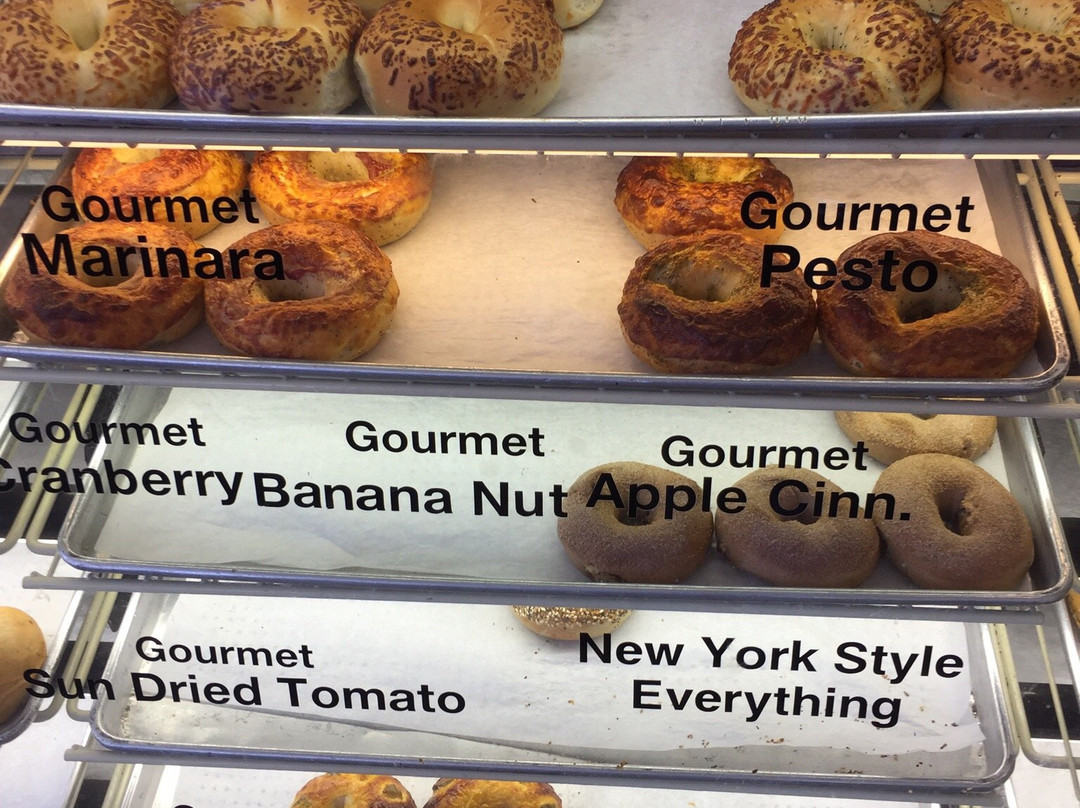 Gourmet
Marinara
Gourmet
Pesto
Gourmet
Cranberry
Gourmet
Banana Nut
Gourmet
Apple Cinn.
Gourmet
Sun Dried Tomato
New York Style
Everything